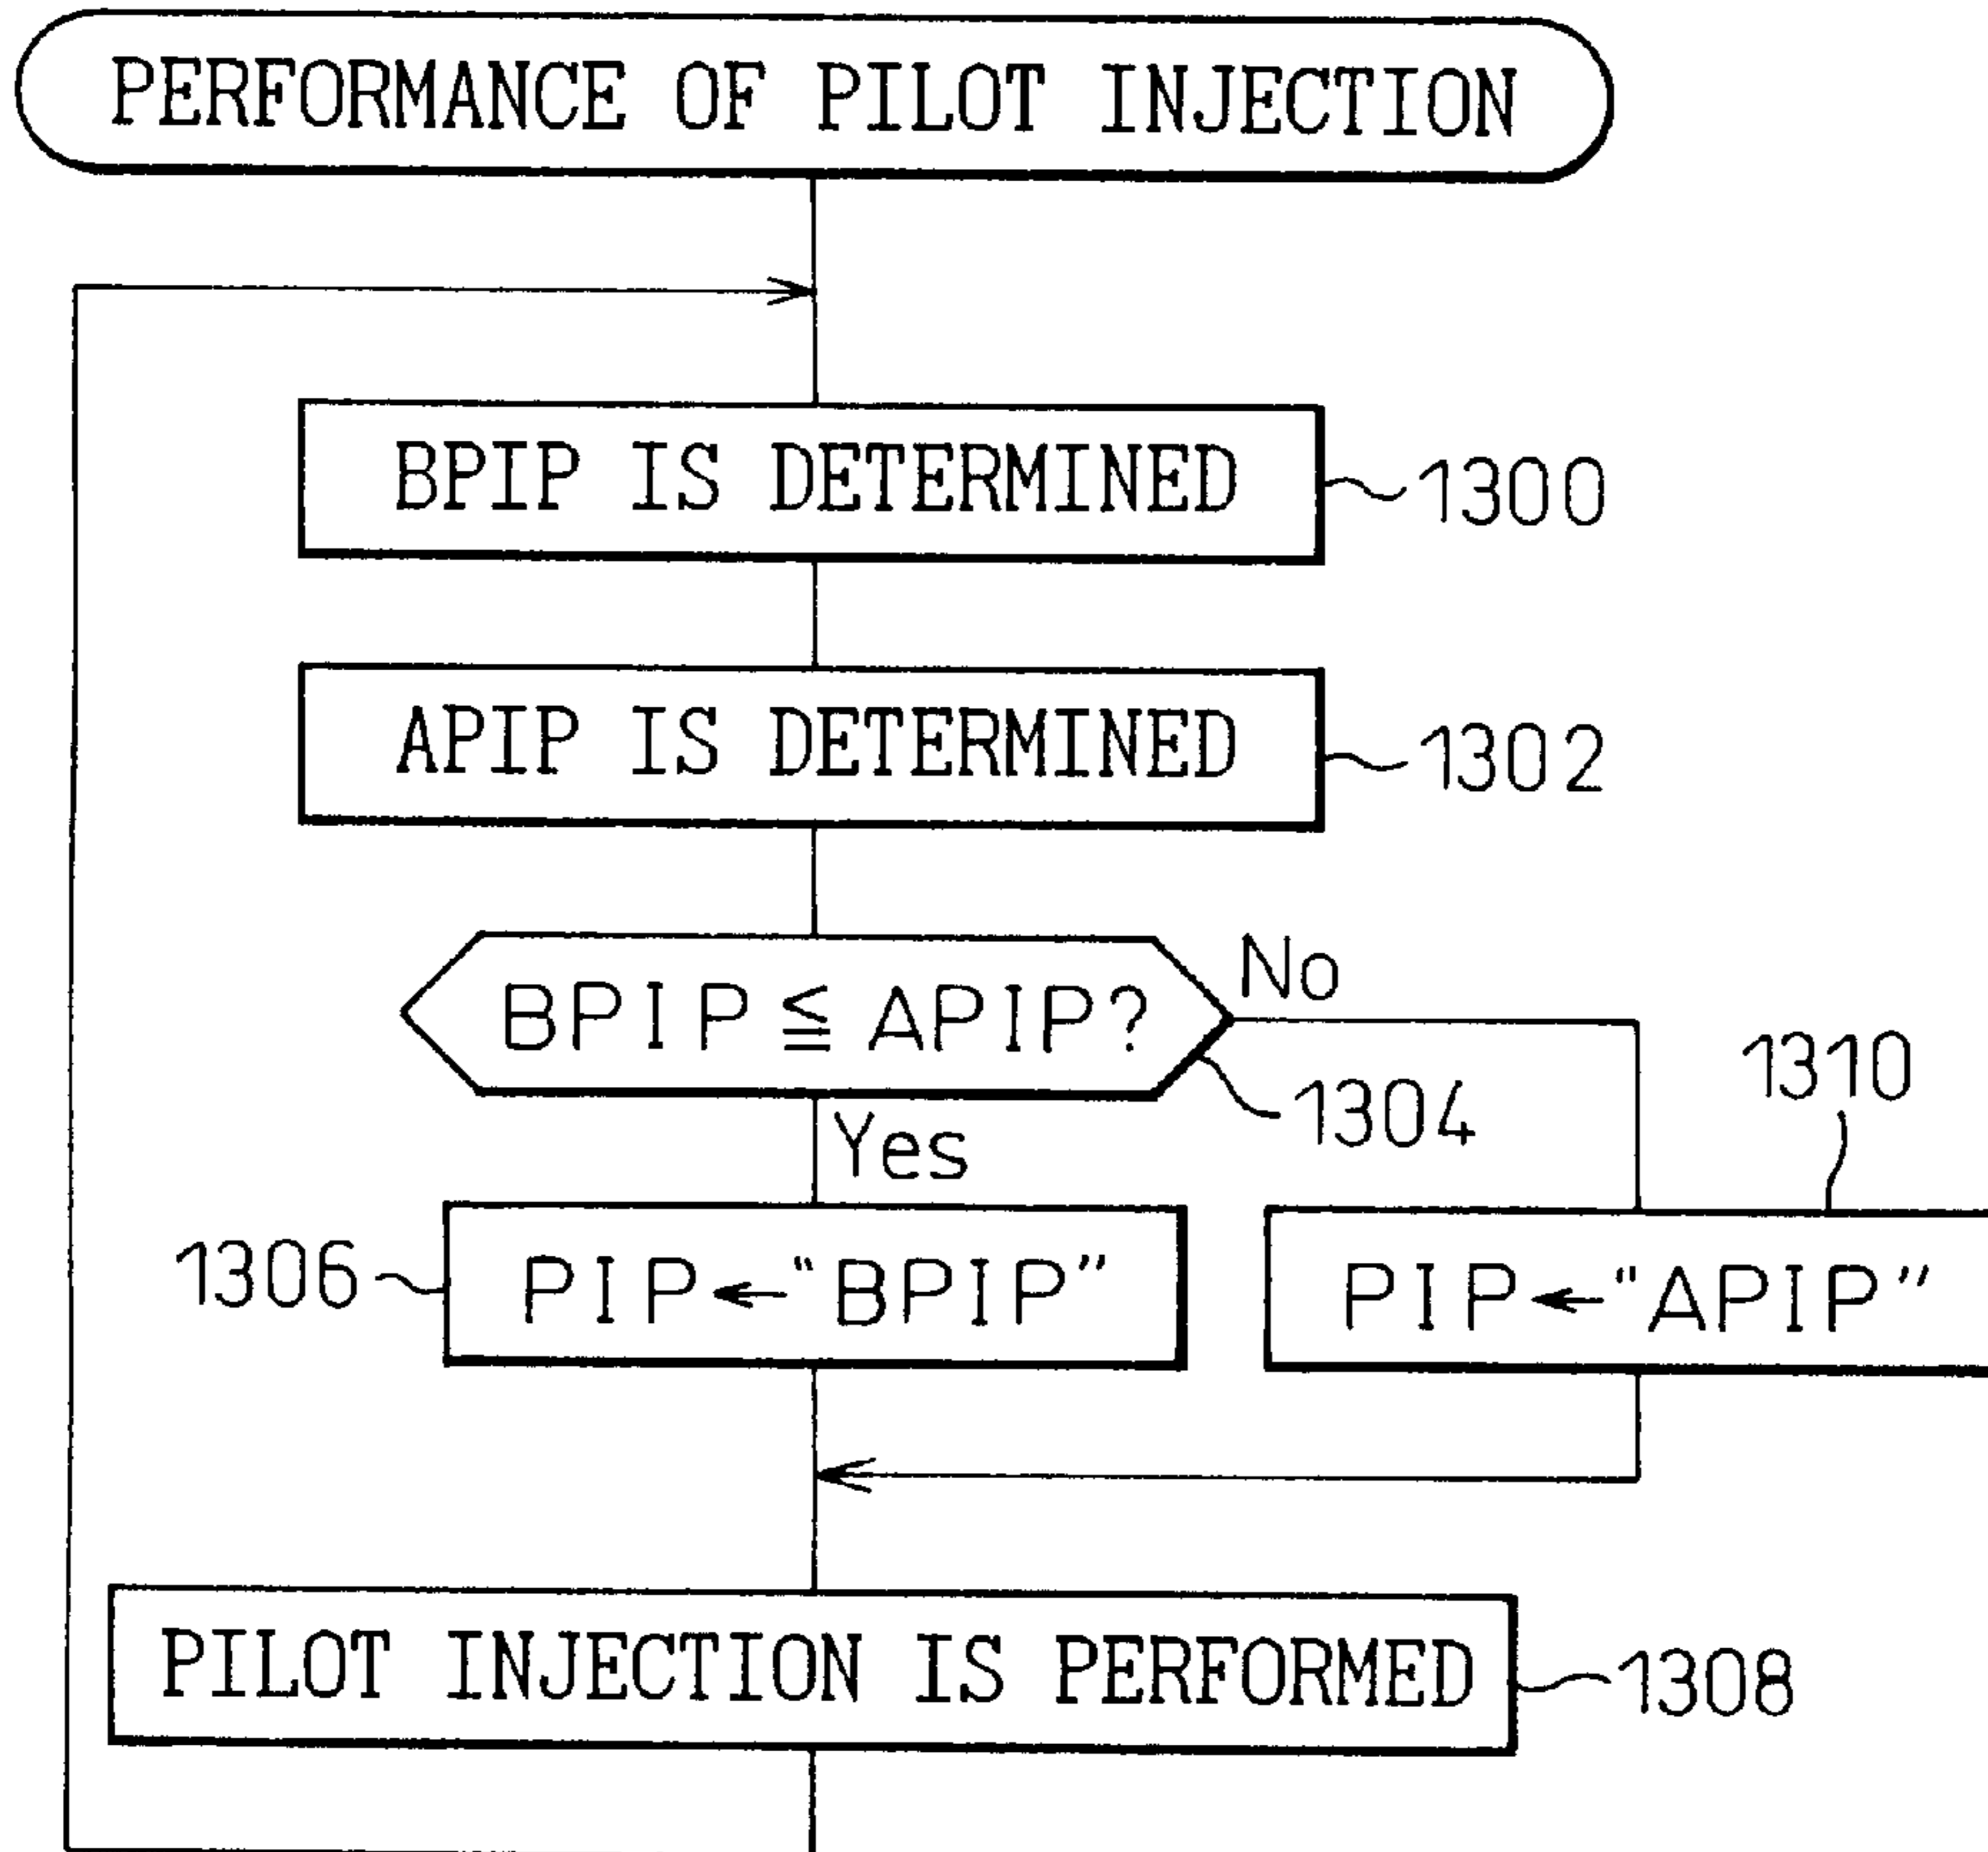 PERFORMANCE OF PILOT INJECTION
BPIP IS DETERMINED
1300
APIP IS DETERMINED
1302
BPIP ≦ APIP?
No
1304
1310
Yes
1306
PIP ← "BPIP"
PIP ← "APIP"
PILOT INJECTION IS PERFORMED
1308